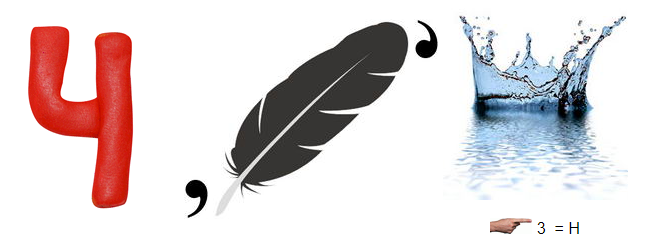 4 , ,
3 = H